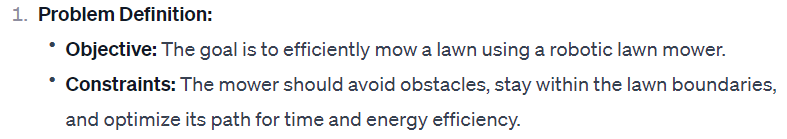 1. Problem Definition:
• Objective: The goal is to efficiently mow a lawn using a robotic lawn mower.
• Constraints: The mower should avoid obstacles, stay within the lawn boundaries,
and optimize its path for time and energy efficiency.